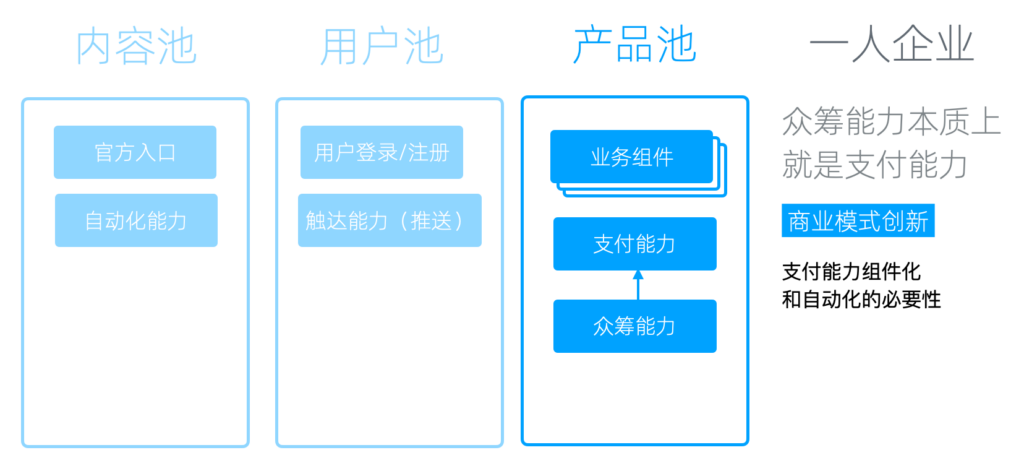 内容池
官方入口
自动化能力
用户池
用户登录/注册
触达能力（推送）
产品池
业务组件
支付能力
众筹能力
一人企业
众筹能力本质上
就是支付能力
商业模式创新
支付能力组件化
和自动化的必要性